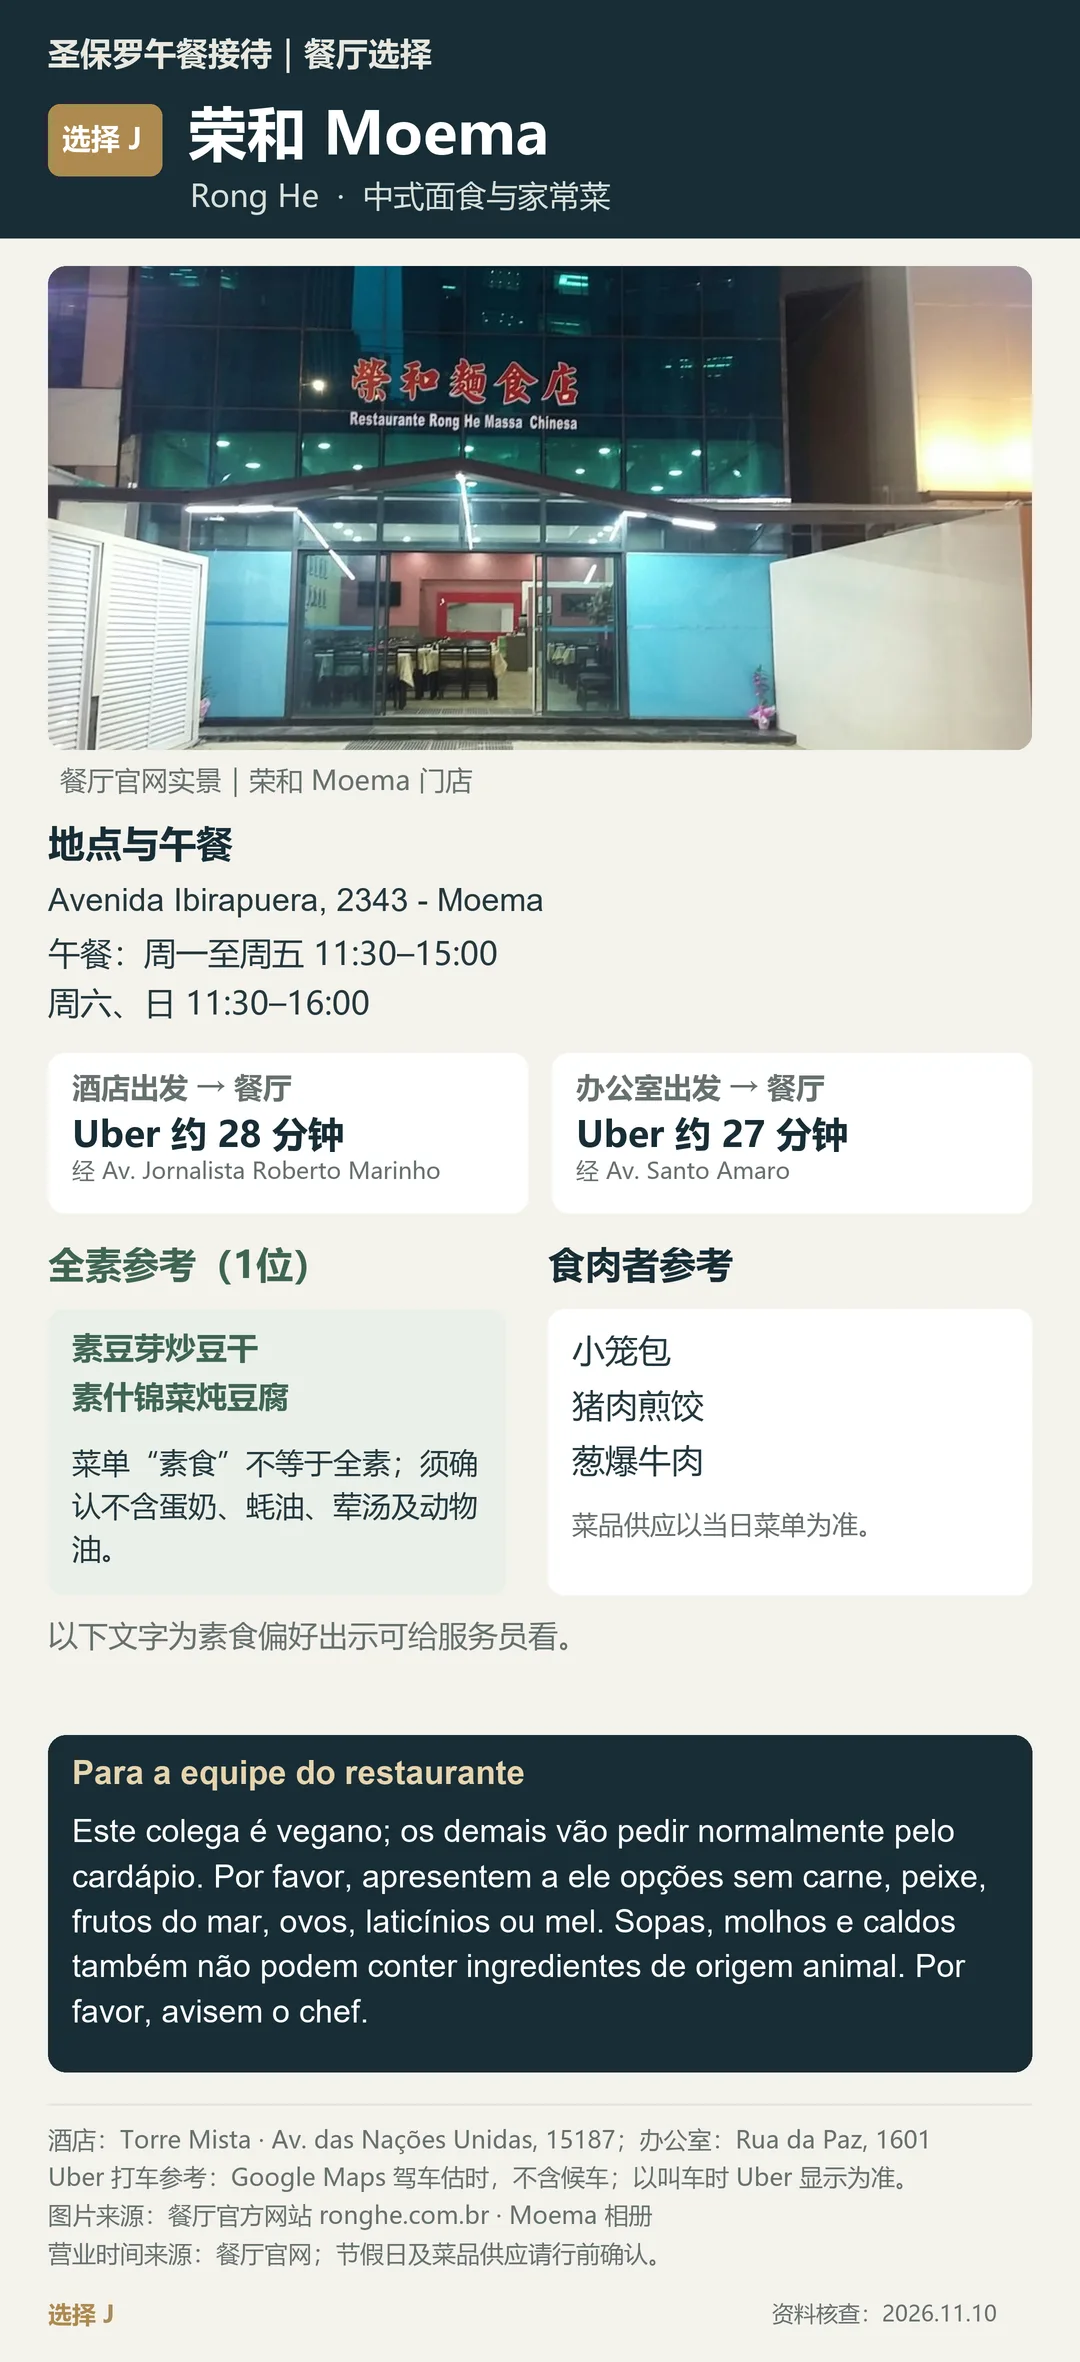 圣保罗午餐接待｜餐厅选择
选择 J
荣和 Moema
Rong He · 中式面食与家常菜
榮和麵食店
Restaurante Rong He Massa Chinesa
餐厅官网实景｜荣和 Moema 门店
地点与午餐
Avenida Ibirapuera, 2343 - Moema
午餐：周一至周五 11:30–15:00
周六、日 11:30–16:00
酒店出发 → 餐厅
Uber 约 28 分钟
经 Av. Jornalista Roberto Marinho
办公室出发 → 餐厅
Uber 约 27 分钟
经 Av. Santo Amaro
全素参考（1位）
素豆芽炒豆干
素什锦菜炖豆腐
菜单“素食”不等于全素；须确
认不含蛋奶、蚝油、荤汤及动物
油。
食肉者参考
小笼包
猪肉煎饺
葱爆牛肉
菜品供应以当日菜单为准。
以下文字为素食偏好出示可给服务员看。
Para a equipe do restaurante
Este colega é vegano; os demais vão pedir normalmente pelo
cardápio. Por favor, apresentem a ele opções sem carne, peixe,
frutos do mar, ovos, laticínios ou mel. Sopas, molhos e caldos
também não podem conter ingredientes de origem animal. Por
favor, avisem o chef.
酒店：Torre Mista · Av. das Nações Unidas, 15187；办公室：Rua da Paz, 1601
Uber 打车参考：Google Maps 驾车估时，不含候车；以叫车时 Uber 显示为准。
图片来源：餐厅官方网站 ronghe.com.br · Moema 相册
营业时间来源：餐厅官网；节假日及菜品供应请行前确认。
选择 J
资料核查：2026.11.10